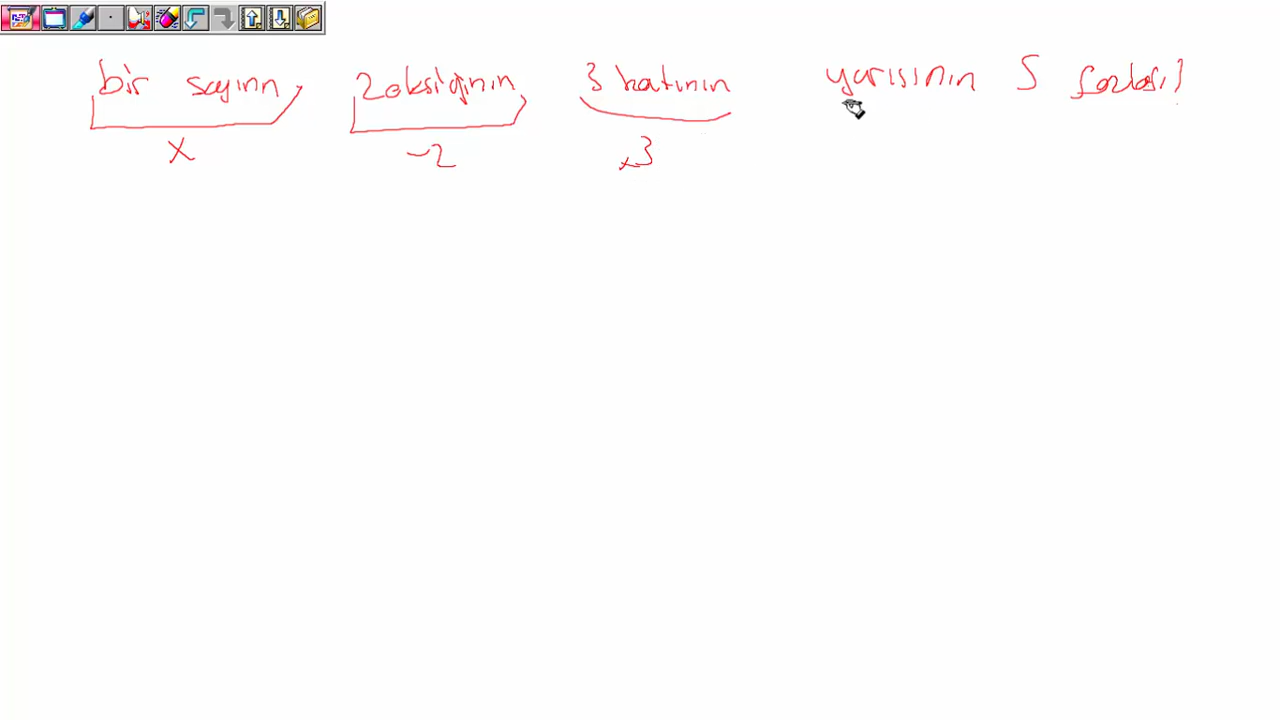 bir sayının 2 eksiğinin 3 katının yarısının 5 fazlası?
x -2 x3